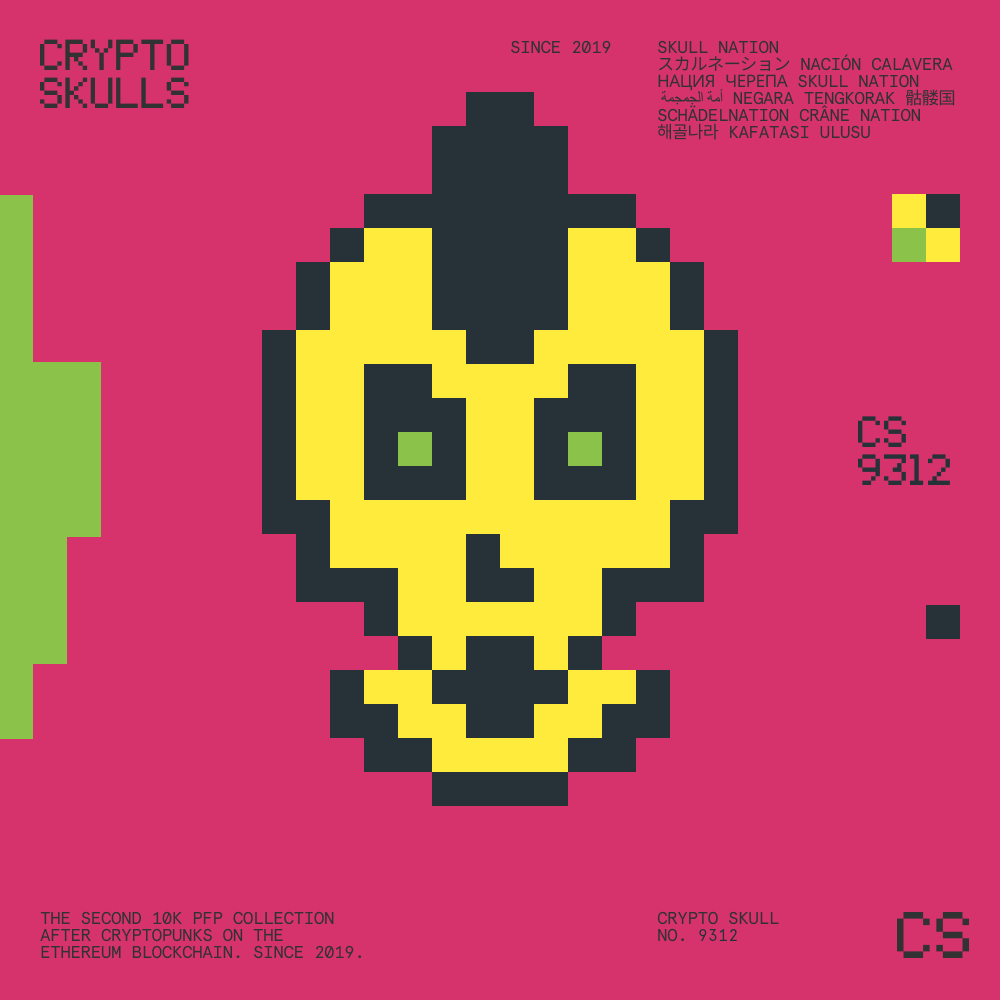 CRYPTO
SKULLS
SINCE 2019
SKULL NATION
スカルネーション NACIÓN CALAVERA
НАЦИЯ ЧЕРЕПА SKULL NATION
أمة الجمجمة NEGARA TENGKORAK 骷髅国
SCHÄDELNATION CRÂNE NATION
해골나라 KAFATASI ULUSU
CS
9312
THE SECOND 10K PFP COLLECTION
AFTER CRYPTOPUNKS ON THE
ETHEREUM BLOCKCHAIN. SINCE 2019.
CRYPTO SKULL
NO. 9312
CS